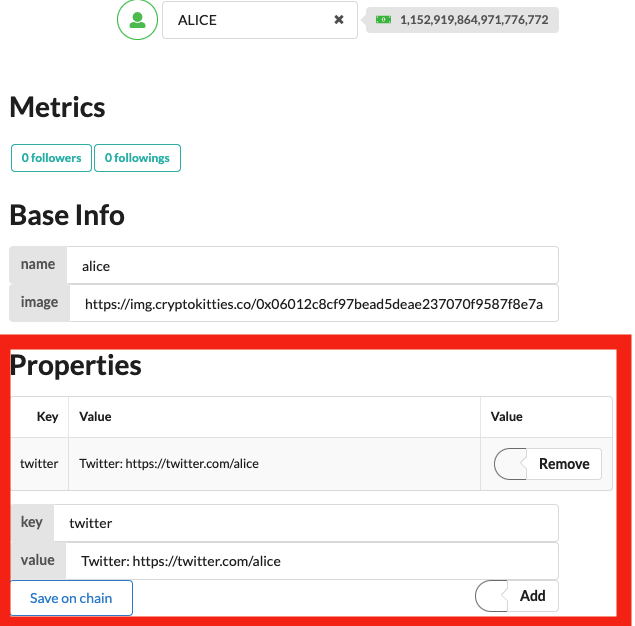 ALICE 1,152,919,864,971,776,772
Metrics
0 followers 0 followings
Base Info
name alice
image https://img.cryptokitties.co/0x06012c8cf97bead5deae237070f9587f8e7a
Properties
Key Value Value
twitter Twitter: https://twitter.com/alice Remove
key twitter
value Twitter: https://twitter.com/alice
Save on chain Add